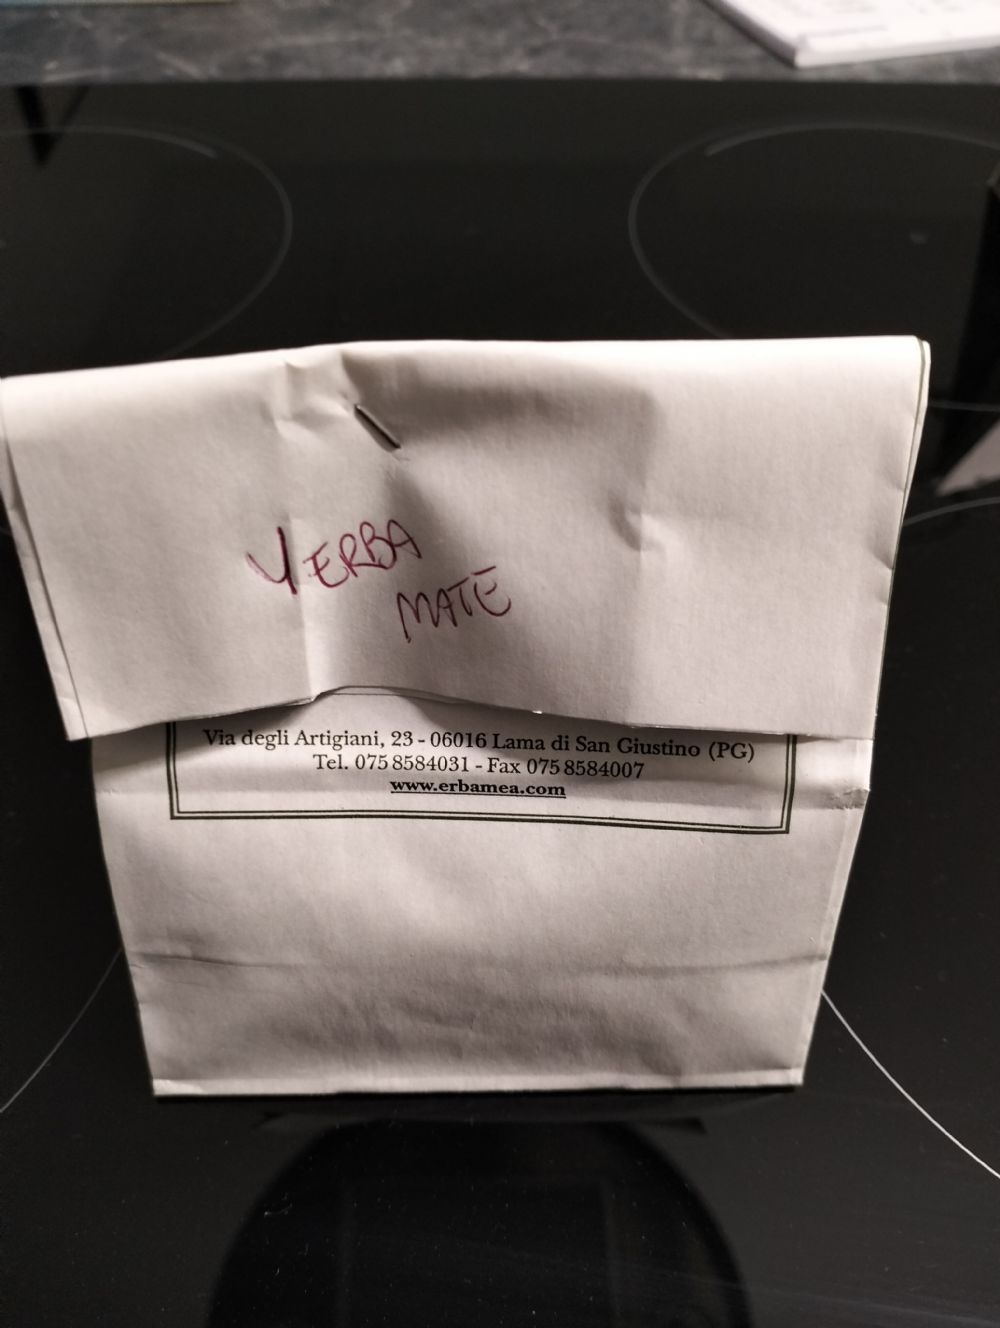 YERBA
MATE
Via degli Artigiani, 23 - 06016 Lama di San Giustino (PG)
Tel. 075 8584031 - Fax 075 8584007
www.erbamea.com